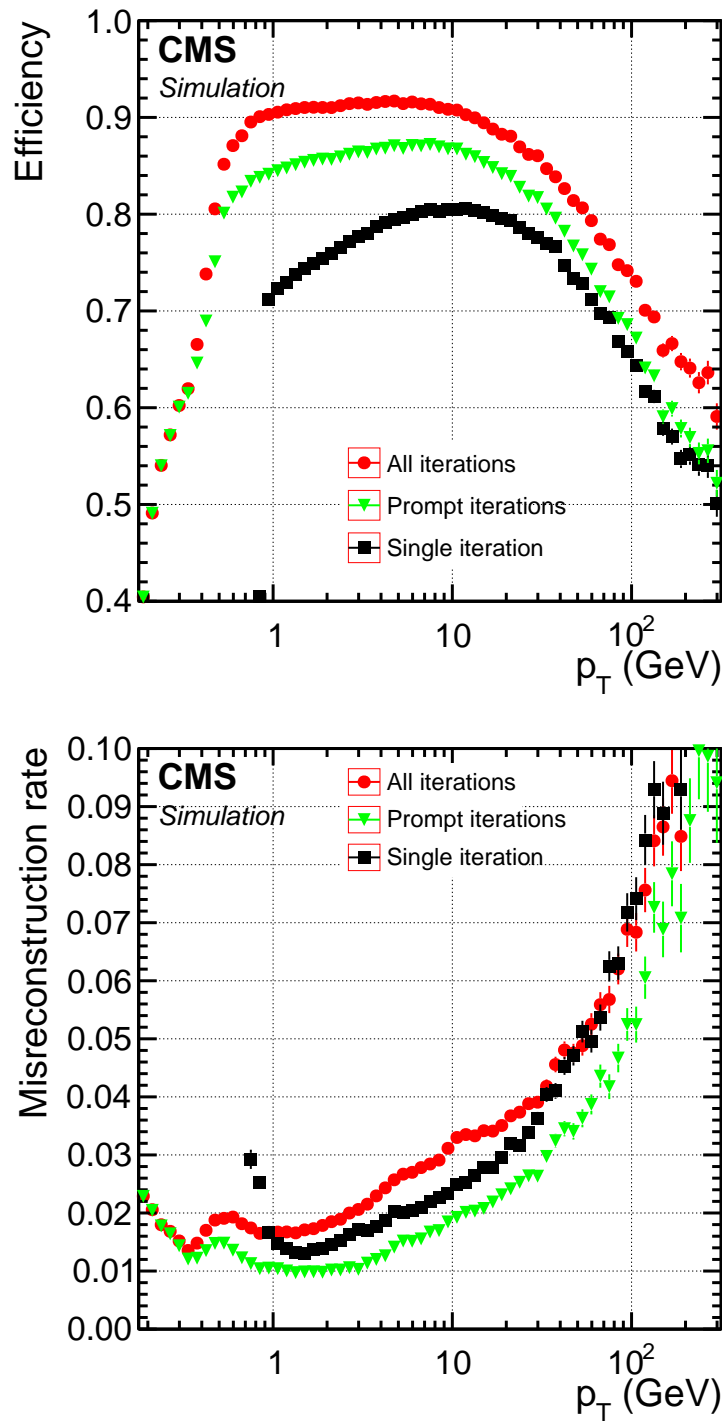 CMS
Simulation
Efficiency
1.0
0.9
0.8
0.7
0.6
0.5
0.4
All iterations
Prompt iterations
Single iteration
1 10 10²
p_T (GeV)
CMS
Simulation
Misreconstruction rate
0.10
0.09
0.08
0.07
0.06
0.05
0.04
0.03
0.02
0.01
0.00
All iterations
Prompt iterations
Single iteration
1 10 10²
p_T (GeV)